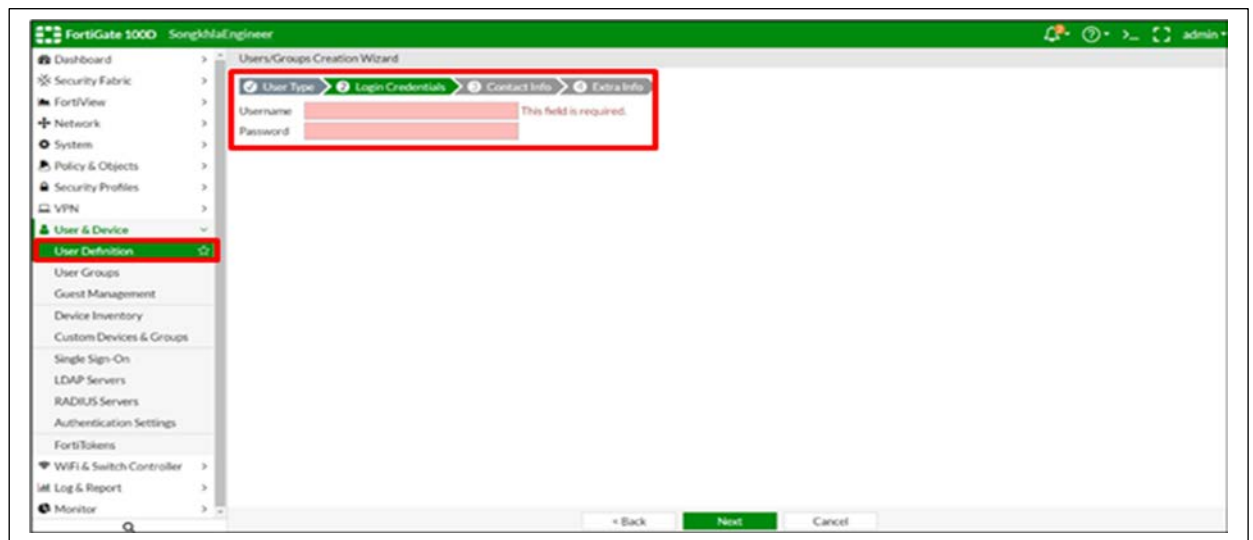 FortiGate 100D SongkhlaEngineer
2
admin
Dashboard
Users/Groups Creation Wizard
Security Fabric
User Type 2 Login Credentials 3 Contact Info 4 Extra Info
FortiView
Username This field is required.
Network
Password
System
Policy & Objects
Security Profiles
VPN
User & Device
User Definition
User Groups
Guest Management
Device Inventory
Custom Devices & Groups
Single Sign-On
LDAP Servers
RADIUS Servers
Authentication Settings
FortiTokens
WiFi & Switch Controller
Log & Report
Monitor
< Back Next Cancel